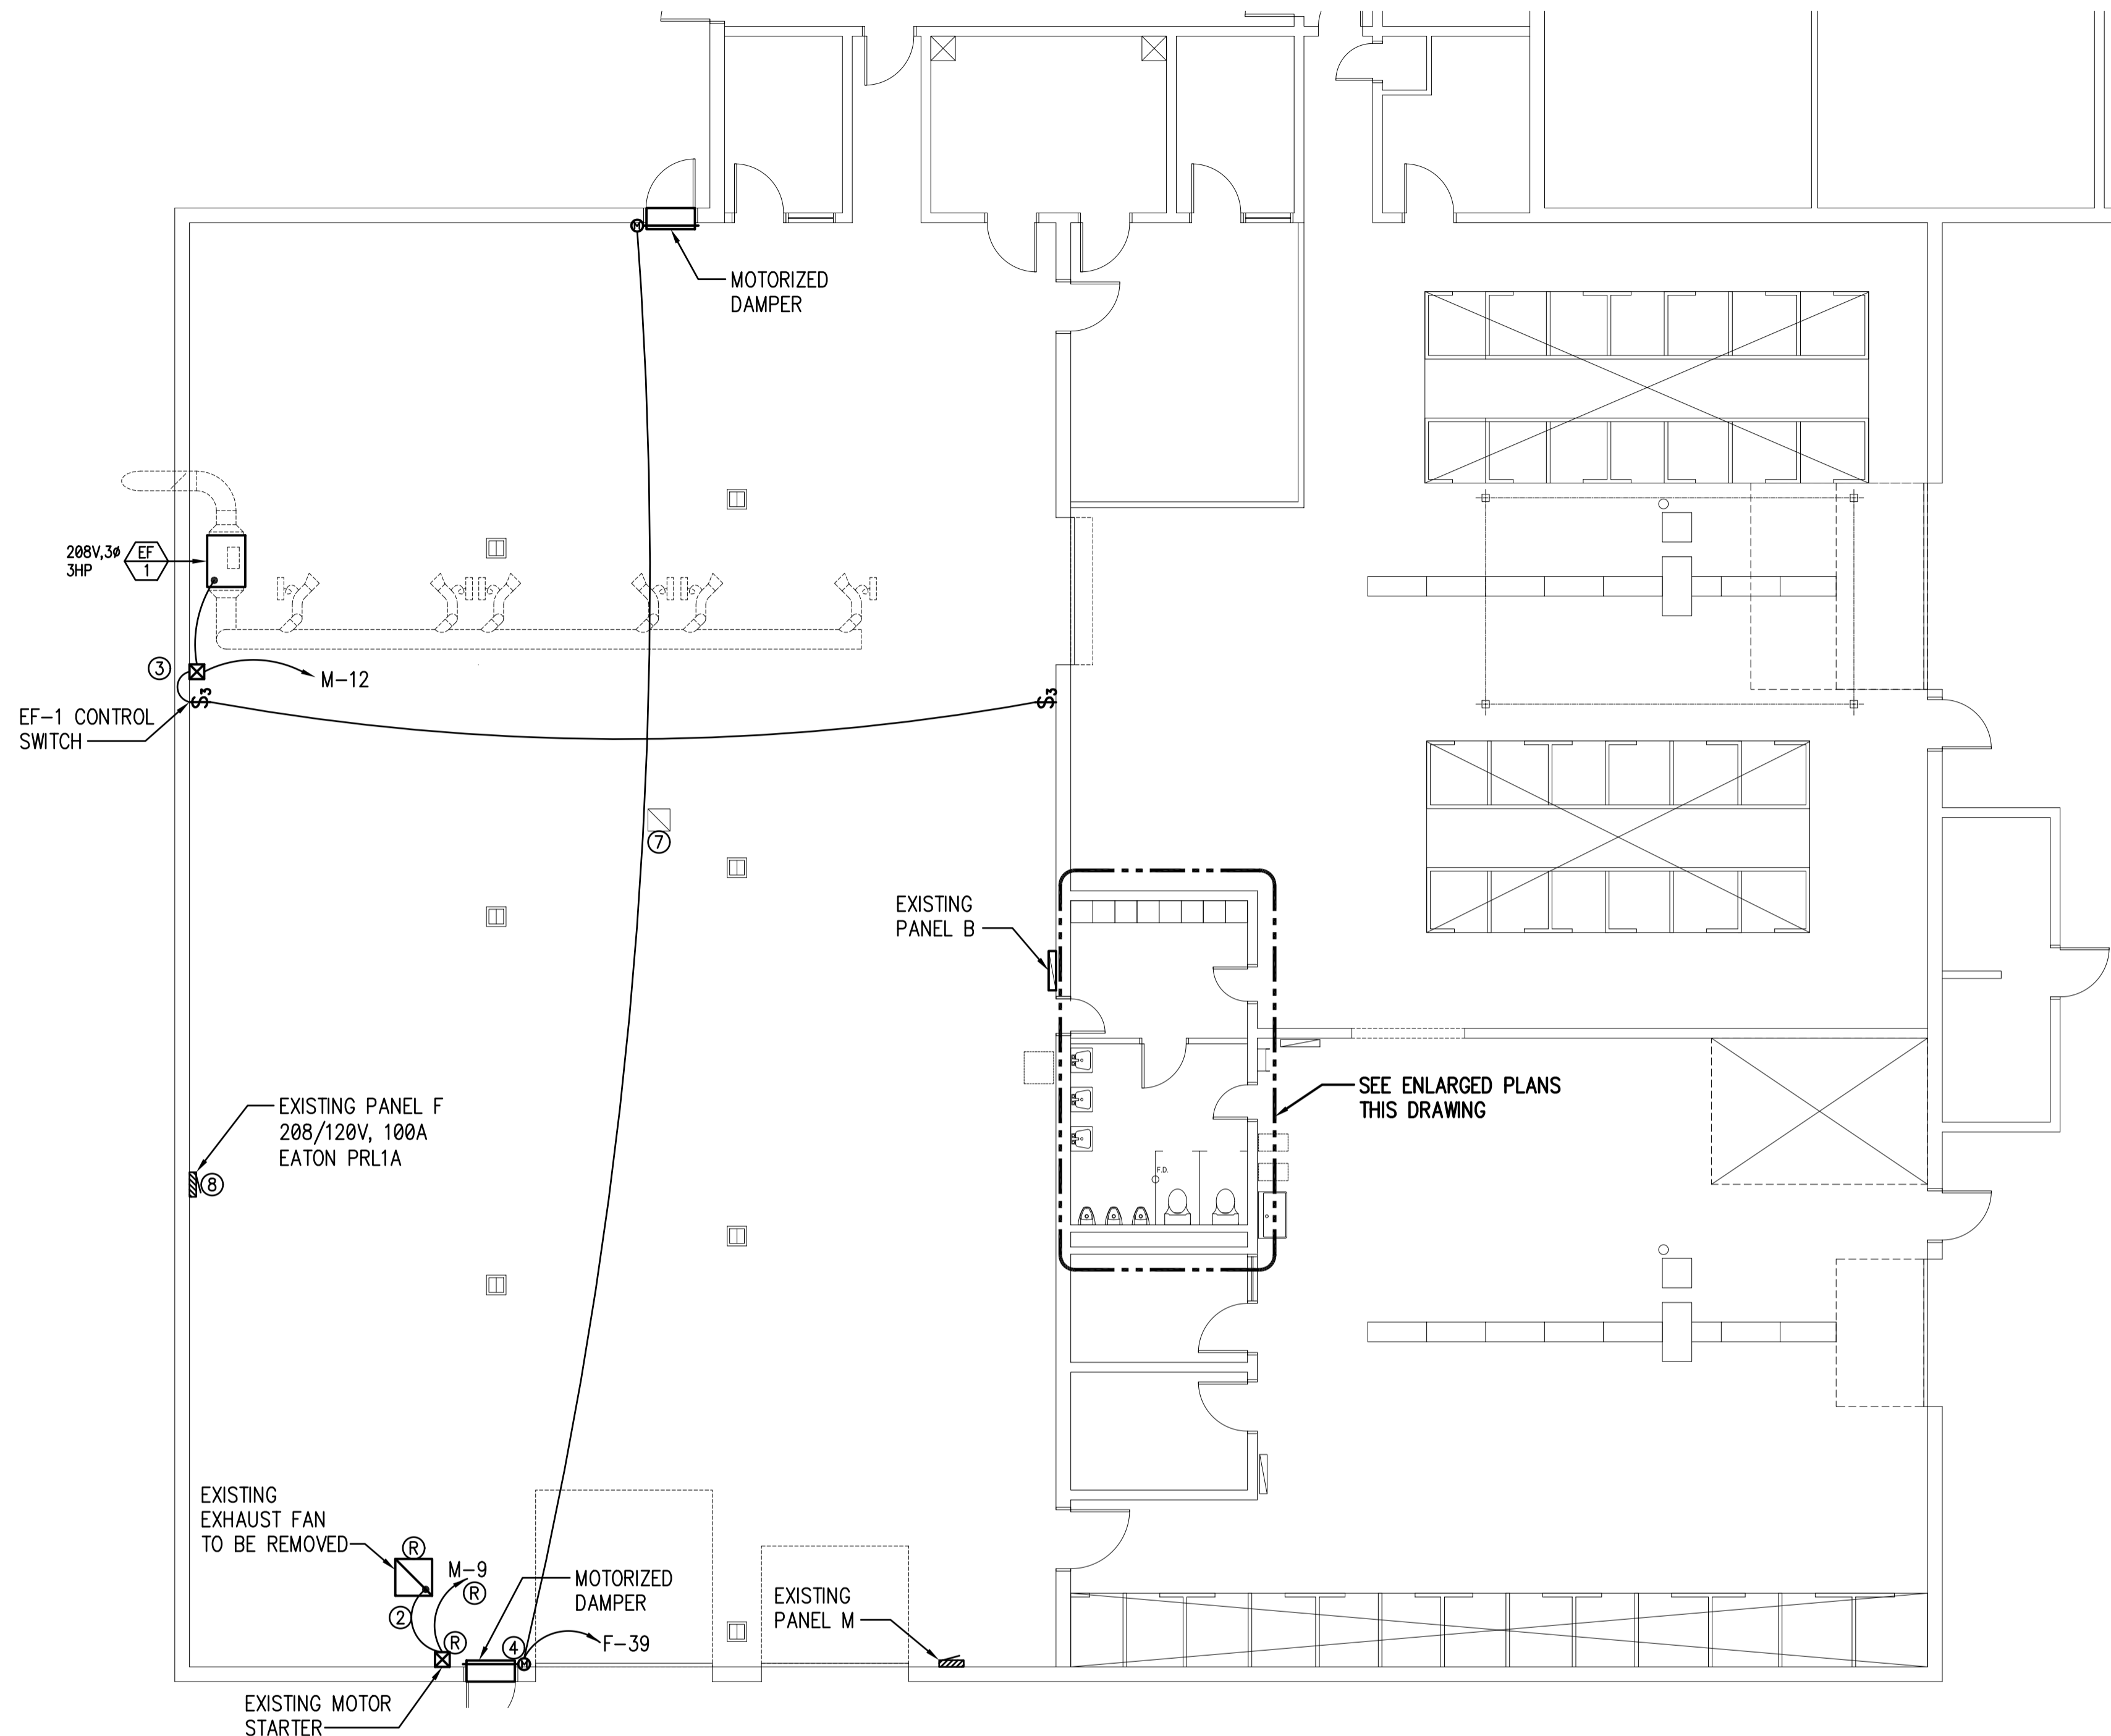 MOTORIZED
DAMPER
208V,3ø
3HP
EF
1
3
M-12
S3
S3
EF-1 CONTROL
SWITCH
7
EXISTING
PANEL B
SEE ENLARGED PLANS
THIS DRAWING
EXISTING PANEL F
208/120V, 100A
EATON PRL1A
8
F.D.
EXISTING
EXHAUST FAN
TO BE REMOVED
R
M-9
R
2
R
MOTORIZED
DAMPER
4
M
F-39
EXISTING
PANEL M
EXISTING MOTOR
STARTER
M